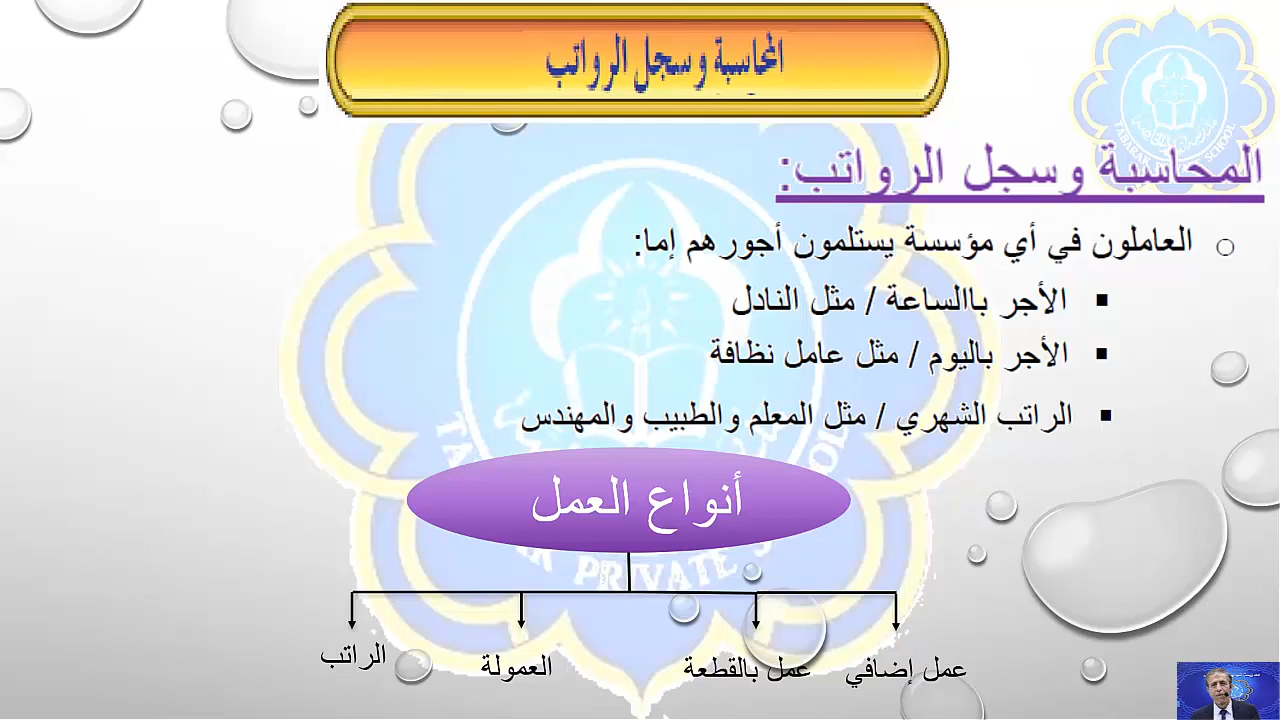 المحاسبة وسجل الرواتب
المحاسبة وسجل الرواتب:
العاملون في أي مؤسسة يستلمون أجورهم إما:
الأجر باالساعة / مثل النادل
الأجر باليوم / مثل عامل نظافة
الراتب الشهري / مثل المعلم والطبيب والمهندس
أنواع العمل
عمل إضافي
عمل بالقطعة
العمولة
الراتب